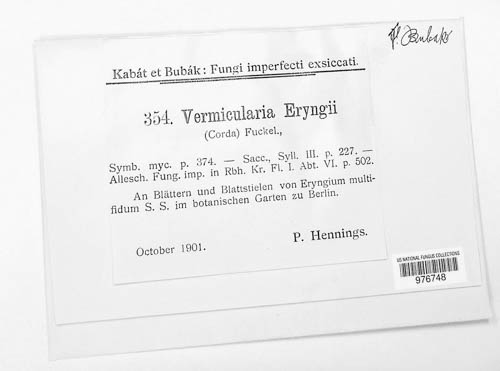 Kabát et Bubák: Fungi imperfecti exsiccati.
354. Vermicularia Eryngii
(Corda) Fuckel.,
Symb. myc. p. 374. — Sacc., Syll. III. p. 227. —
Allesch. Fung. imp. in Rbh. Kr. Fl. I. Abt. VI. p. 502.
An Blättern und Blattstielen von Eryngium multi-
fidum S. S. im botanischen Garten zu Berlin.
October 1901.
P. Hennings.
US NATIONAL FUNGUS COLLECTIONS
976748